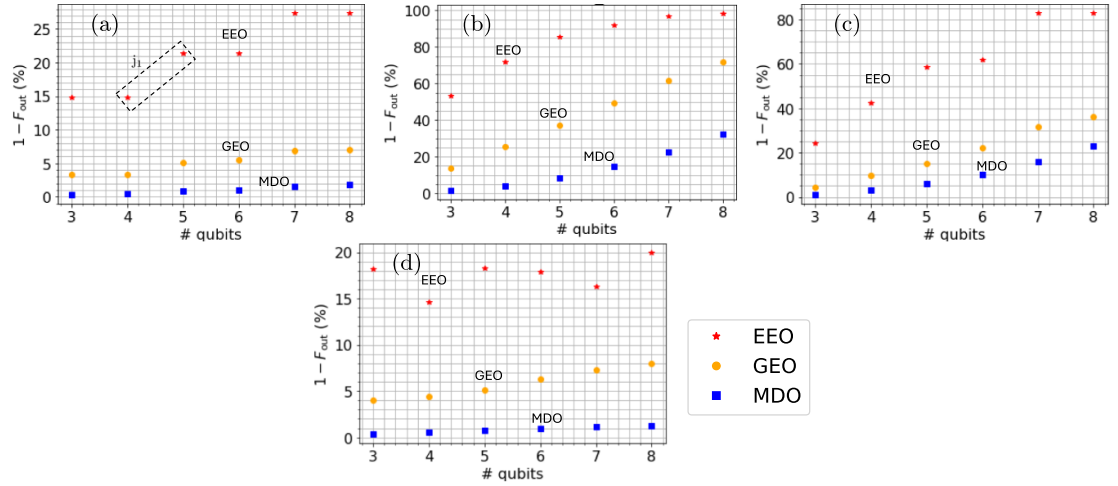 (a)
1 − F_out (%)
25
20
15
10
5
0
j₁
EEO
GEO
MDO
3 4 5 6 7 8
# qubits
(b)
1 − F_out (%)
100
80
60
40
20
0
EEO
GEO
MDO
3 4 5 6 7 8
# qubits
(c)
1 − F_out (%)
80
60
40
20
0
EEO
GEO
MDO
3 4 5 6 7 8
# qubits
(d)
1 − F_out (%)
20
15
10
5
0
EEO
GEO
MDO
3 4 5 6 7 8
# qubits
EEO
GEO
MDO